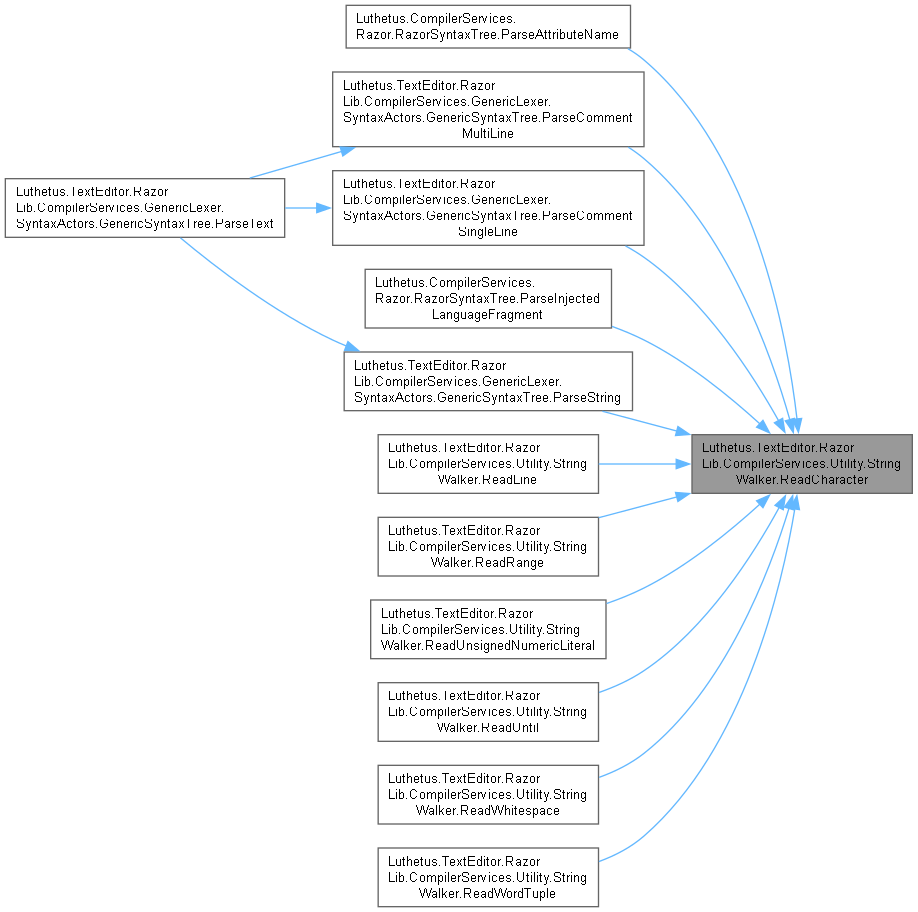 Luthetus.CompilerServices.
Razor.RazorSyntaxTree.ParseAttributeName
Luthetus.TextEditor.Razor
Lib.CompilerServices.GenericLexer.
SyntaxActors.GenericSyntaxTree.ParseComment
MultiLine
Luthetus.TextEditor.Razor
Lib.CompilerServices.GenericLexer.
SyntaxActors.GenericSyntaxTree.ParseText
Luthetus.TextEditor.Razor
Lib.CompilerServices.GenericLexer.
SyntaxActors.GenericSyntaxTree.ParseComment
SingleLine
Luthetus.CompilerServices.
Razor.RazorSyntaxTree.ParseInjected
LanguageFragment
Luthetus.TextEditor.Razor
Lib.CompilerServices.GenericLexer.
SyntaxActors.GenericSyntaxTree.ParseString
Luthetus.TextEditor.Razor
Lib.CompilerServices.Utility.String
Walker.ReadLine
Luthetus.TextEditor.Razor
Lib.CompilerServices.Utility.String
Walker.ReadCharacter
Luthetus.TextEditor.Razor
Lib.CompilerServices.Utility.String
Walker.ReadRange
Luthetus.TextEditor.Razor
Lib.CompilerServices.Utility.String
Walker.ReadUnsignedNumericLiteral
Luthetus.TextEditor.Razor
Lib.CompilerServices.Utility.String
Walker.ReadUntil
Luthetus.TextEditor.Razor
Lib.CompilerServices.Utility.String
Walker.ReadWhitespace
Luthetus.TextEditor.Razor
Lib.CompilerServices.Utility.String
Walker.ReadWordTuple